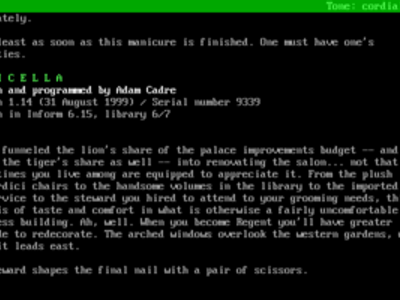 Tone: cordia
ately.
least as soon as this manicure is finished. One must have one's
ties.
I C E L L A
n and programmed by Adam Cadre
n 1.14 (31 August 1999) / Serial number 9339
n in Inform 6.15, library 6/7
funneled the lion's share of the palace improvements budget -- and
the tiger's share as well -- into renovating the salon... not that
tines you live among are equipped to appreciate it. From the plush
rdici chairs to the handsome volumes in the library to the imported
rvice to the steward you hired to attend to your grooming needs, th
is of taste and comfort in what is otherwise a fairly uncomfortable
ess building. Ah, well. When you become Regent you'll have greater
de to redecorate. The arched windows overlook the western gardens,
it leads east.
eward shapes the final nail with a pair of scissors.